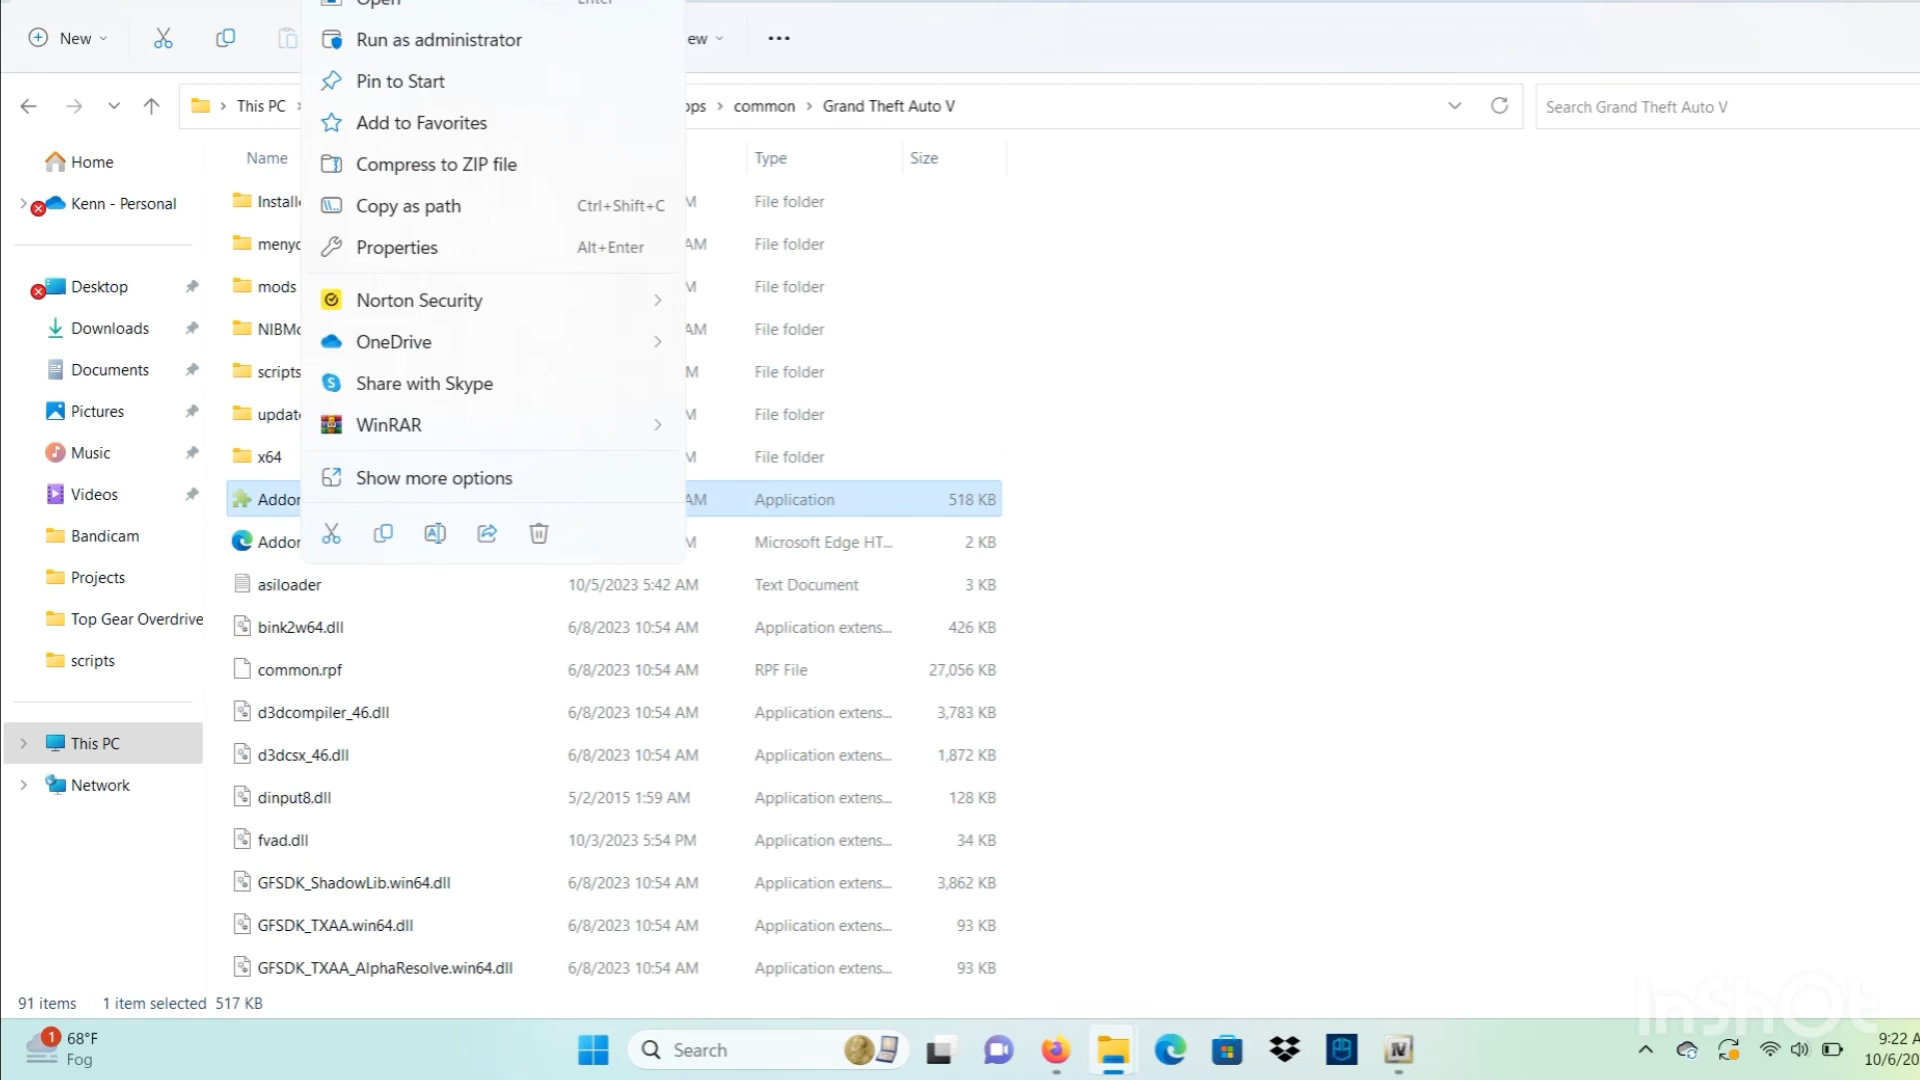 Open Enter
New
ew
Run as administrator
Pin to Start
This PC
common
Grand Theft Auto V
Search Grand Theft Auto V
Add to Favorites
Home
Name
Type
Size
Compress to ZIP file
Kenn - Personal
File folder
Copy as path Ctrl+Shift+C
menyo
AM
File folder
Properties Alt+Enter
Desktop
mods
File folder
Norton Security
Downloads
AM
File folder
OneDrive
Documents
scripts
File folder
Share with Skype
Pictures
File folder
WinRAR
Music
x64
File folder
Show more options
Videos
AM
Application
518 KB
Bandicam
Microsoft Edge HT...
2 KB
Projects
asiloader
10/5/2023 5:42 AM
Text Document
3 KB
Top Gear Overdrive
bink2w64.dll
6/8/2023 10:54 AM
Application extens...
426 KB
scripts
common.rpf
6/8/2023 10:54 AM
RPF File
27,056 KB
d3dcompiler_46.dll
6/8/2023 10:54 AM
Application extens...
3,783 KB
This PC
d3dcsx_46.dll
6/8/2023 10:54 AM
Application extens...
1,872 KB
Network
dinput8.dll
5/2/2015 1:59 AM
Application extens...
128 KB
fvad.dll
10/3/2023 5:54 PM
Application extens...
34 KB
GFSDK_ShadowLib.win64.dll
6/8/2023 10:54 AM
Application extens...
3,862 KB
GFSDK_TXAA.win64.dll
6/8/2023 10:54 AM
Application extens...
93 KB
GFSDK_TXAA_AlphaResolve.win64.dll
6/8/2023 10:54 AM
Application extens...
93 KB
91 items 1 item selected 517 KB
InShOt
1
68°F
Fog
Search
9:22 A
10/6/20